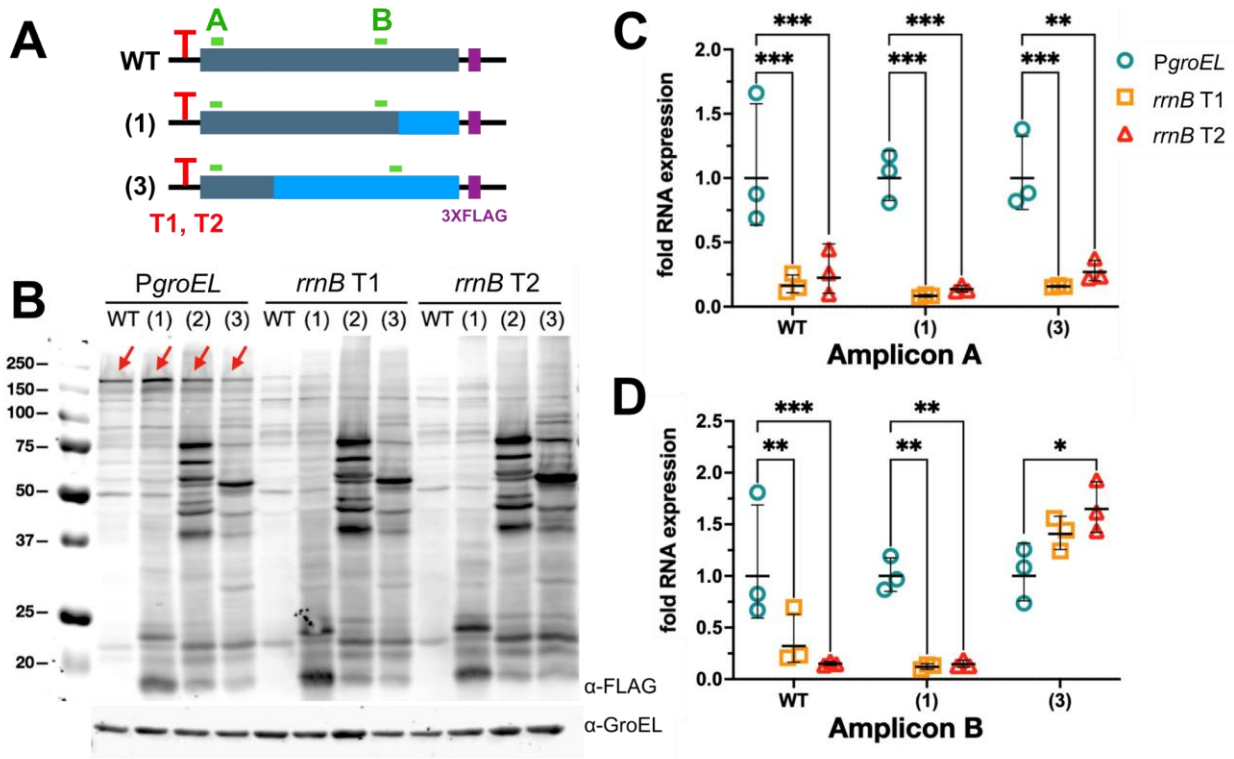 A
A
B
WT
(1)
(3)
T1, T2
3XFLAG
B
PgroEL
rrnB T1
rrnB T2
WT (1) (2) (3) WT (1) (2) (3) WT (1) (2) (3)
250
150
100
75
50
37
25
20
α-FLAG
α-GroEL
C
fold RNA expression
2.0
1.5
1.0
0.5
0.0
***
***
***
***
**
***
WT
(1)
(3)
Amplicon A
PgroEL
rrnB T1
rrnB T2
D
fold RNA expression
2.5
2.0
1.5
1.0
0.5
0.0
***
**
**
**
*
WT
(1)
(3)
Amplicon B